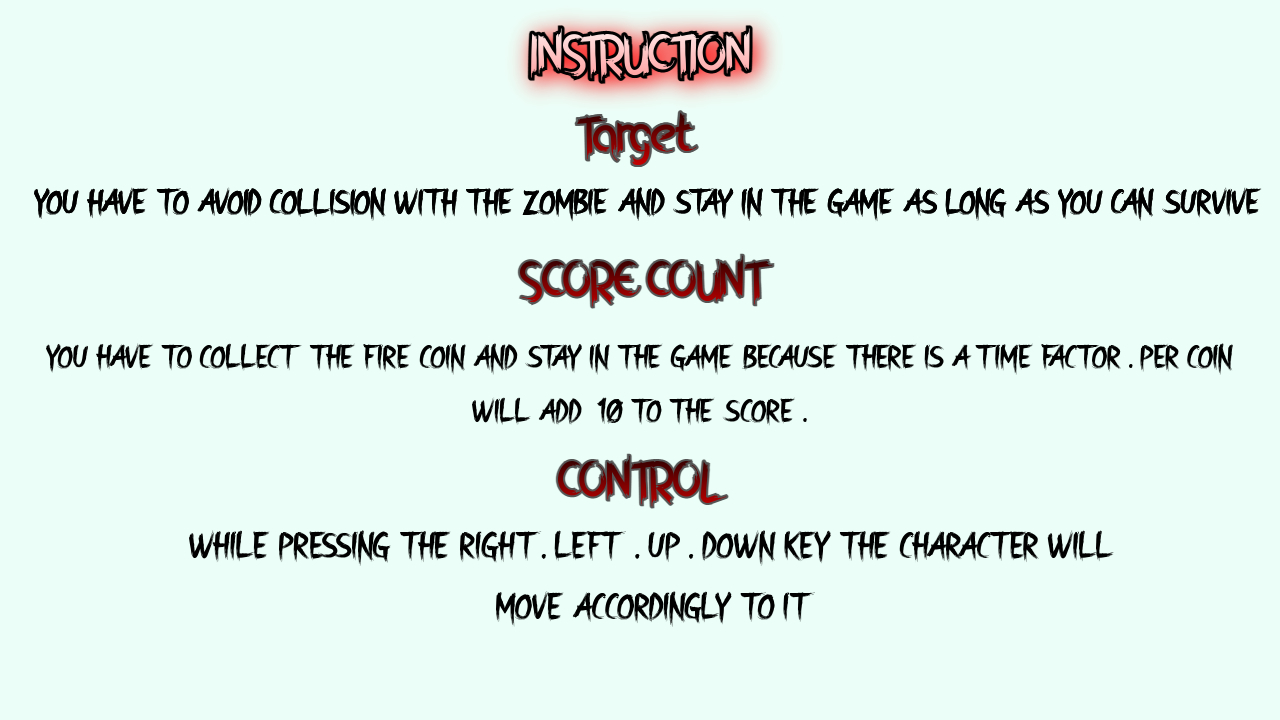 INSTRUCTION
Target
YOU HAVE TO AVOID COLLISION WITH THE ZOMBIE AND STAY IN THE GAME AS LONG AS YOU CAN SURVIVE
SCORE COUNT
YOU HAVE TO COLLECT THE FIRE COIN AND STAY IN THE GAME BECAUSE THERE IS A TIME FACTOR . PER COIN
WILL ADD 10 TO THE SCORE .
CONTROL
WHILE PRESSING THE RIGHT . LEFT . UP . DOWN KEY THE CHARACTER WILL
MOVE ACCORDINGLY TO IT